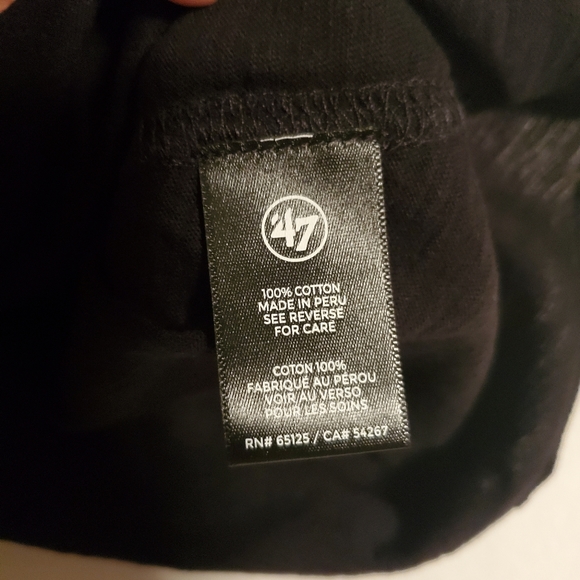 '47
100% COTTON
MADE IN PERU
SEE REVERSE
FOR CARE
COTON 100%
FABRIQUÉ AU PÉROU
VOIR AU VERSO
POUR LES SOINS
RN# 65125 / CA# 54267